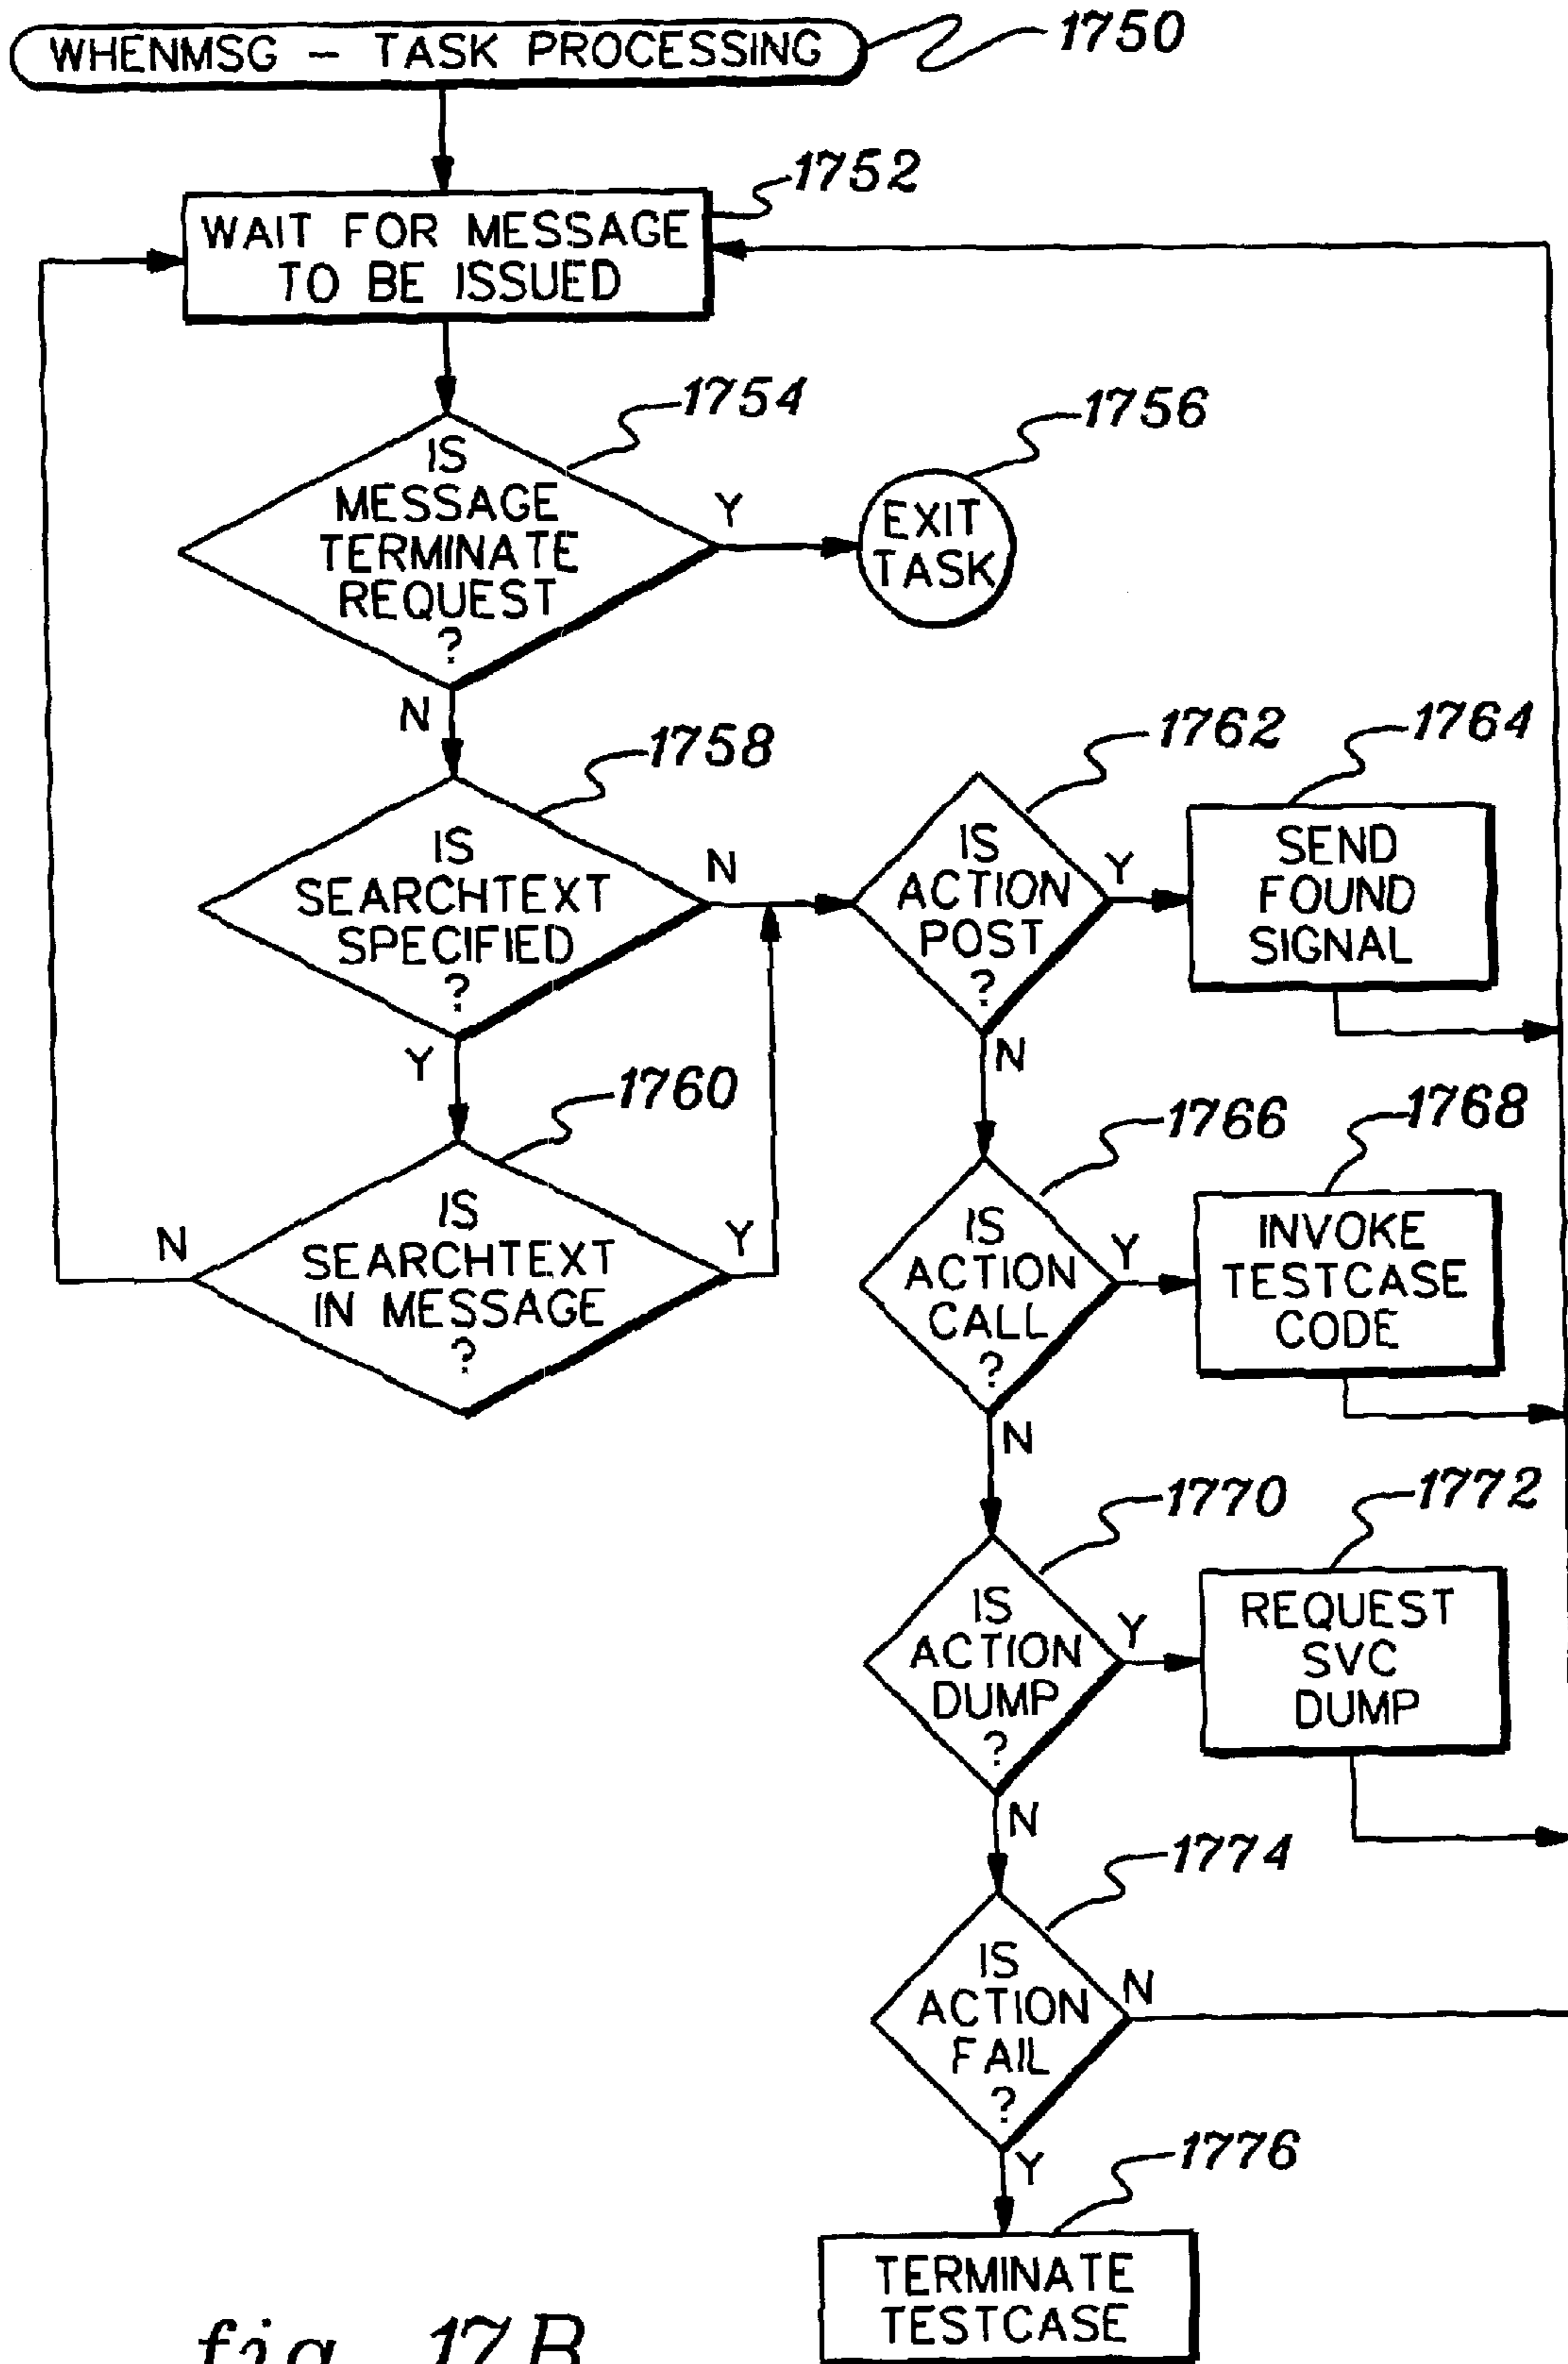 WHENMSG – TASK PROCESSING
1750
1752
WAIT FOR MESSAGE
TO BE ISSUED
1754
IS
MESSAGE
TERMINATE
REQUEST
?
Y
1756
EXIT
TASK
N
1758
IS
SEARCHTEXT
SPECIFIED
?
N
Y
1760
IS
SEARCHTEXT
IN MESSAGE
?
N
Y
1762
IS
ACTION
POST
?
Y
1764
SEND
FOUND
SIGNAL
N
1766
IS
ACTION
CALL
?
Y
1768
INVOKE
TESTCASE
CODE
N
1770
IS
ACTION
DUMP
?
Y
1772
REQUEST
SVC
DUMP
N
1774
IS
ACTION
FAIL
?
N
Y
1776
TERMINATE
TESTCASE
fig. 17B